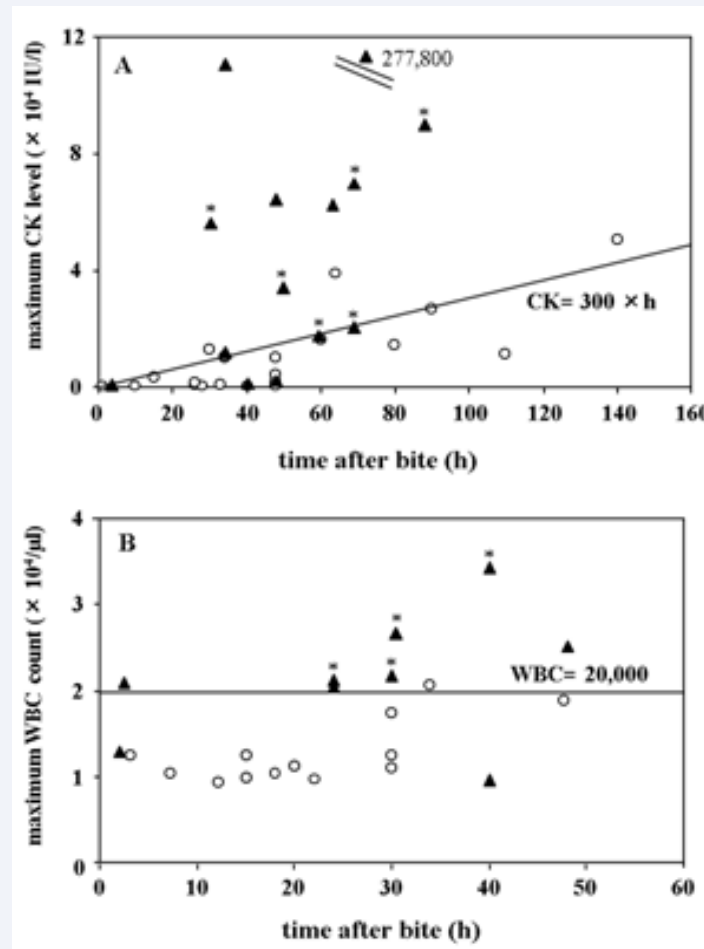 12
A
277,800
8
4
CK= 300 × h
0
0 20 40 60 80 100 120 140 160
maximum CK level ( × 10⁴ IU/l )
time after bite (h)
4
B
3
WBC= 20,000
2
1
0
0 10 20 30 40 50 60
maximum WBC count ( × 10⁴/µl )
time after bite (h)